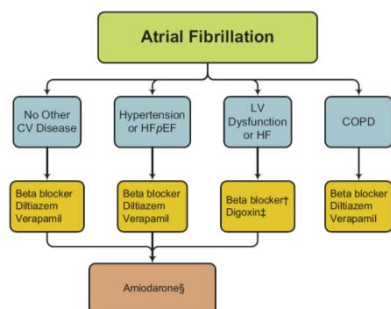 Atrial Fibrillation
No Other
CV Disease
Hypertension
or HFpEF
LV
Dysfunction
or HF
COPD
Beta blocker
Diltiazem
Verapamil
Beta blocker
Diltiazem
Verapamil
Beta blocker†
Digoxin‡
Beta blocker
Diltiazem
Verapamil
Amiodarone§